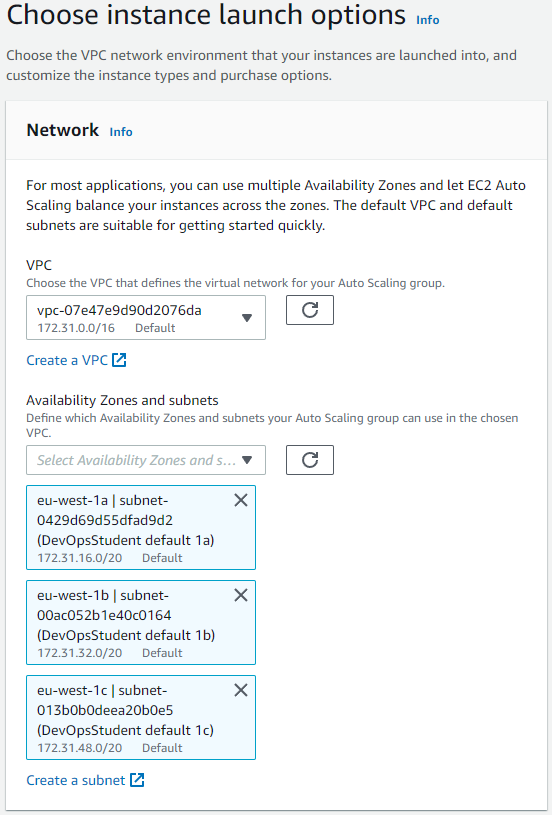 Choose instance launch options Info
Choose the VPC network environment that your instances are launched into, and
customize the instance types and purchase options.
Network Info
For most applications, you can use multiple Availability Zones and let EC2 Auto
Scaling balance your instances across the zones. The default VPC and default
subnets are suitable for getting started quickly.
VPC
Choose the VPC that defines the virtual network for your Auto Scaling group.
vpc-07e47e9d90d2076da
172.31.0.0/16 Default
Create a VPC
Availability Zones and subnets
Define which Availability Zones and subnets your Auto Scaling group can use in the chosen
VPC.
Select Availability Zones and s...
eu-west-1a | subnet-
0429d69d55dfad9d2
(DevOpsStudent default 1a)
172.31.16.0/20 Default
eu-west-1b | subnet-
00ac052b1e40c0164
(DevOpsStudent default 1b)
172.31.32.0/20 Default
eu-west-1c | subnet-
013b0b0deea20b0e5
(DevOpsStudent default 1c)
172.31.48.0/20 Default
Create a subnet